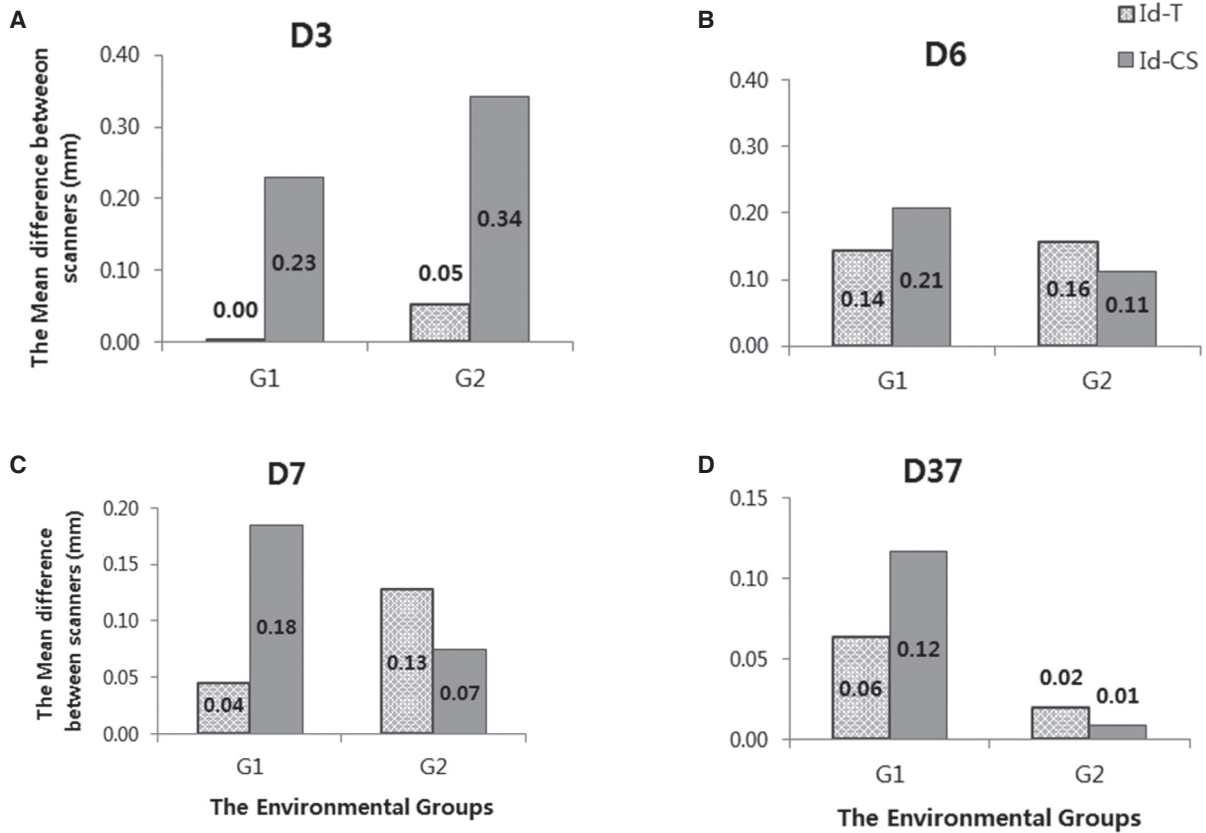 A
D3
The Mean difference betweeon
scanners (mm)
0.40
0.30
0.20
0.10
0.00
0.00
0.23
0.05
0.34
G1
G2
B
D6
Id-T
Id-CS
0.40
0.30
0.20
0.10
0.00
0.14
0.21
0.16
0.11
G1
G2
C
D7
The Mean difference
between scanners (mm)
0.20
0.15
0.10
0.05
0.00
0.04
0.18
0.13
0.07
G1
G2
The Environmental Groups
D
D37
0.15
0.10
0.05
0.00
0.06
0.12
0.02
0.01
G1
G2
The Environmental Groups